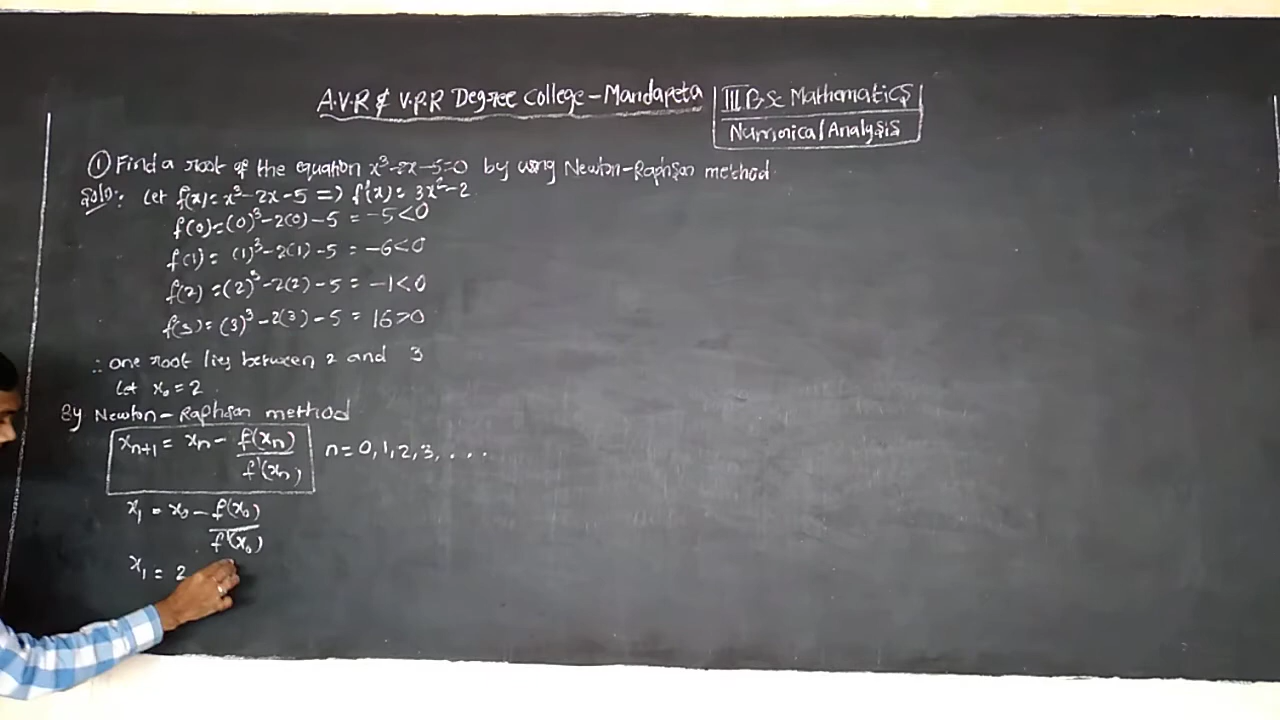 A.V.R & V.P.R Degree College - Mandapeta
III B.Sc Mathematics
Numerical Analysis
① Find a root of the equation x³-2x-5=0 by using Newton-Raphson method
Soln: Let f(x) = x³-2x-5 => f'(x) = 3x²-2
f(0) = (0)³-2(0)-5 = -5<0
f(1) = (1)³-2(1)-5 = -6<0
f(2) = (2)³-2(2)-5 = -1<0
f(3) = (3)³-2(3)-5 = 16>0
∴ one root lies between 2 and 3
Let x₀ = 2
By Newton-Raphson method
xₙ₊₁ = xₙ - f(xₙ)/f'(xₙ) n = 0,1,2,3,...
x₁ = x₀ - f(x₀)/f'(x₀)
x₁ = 2